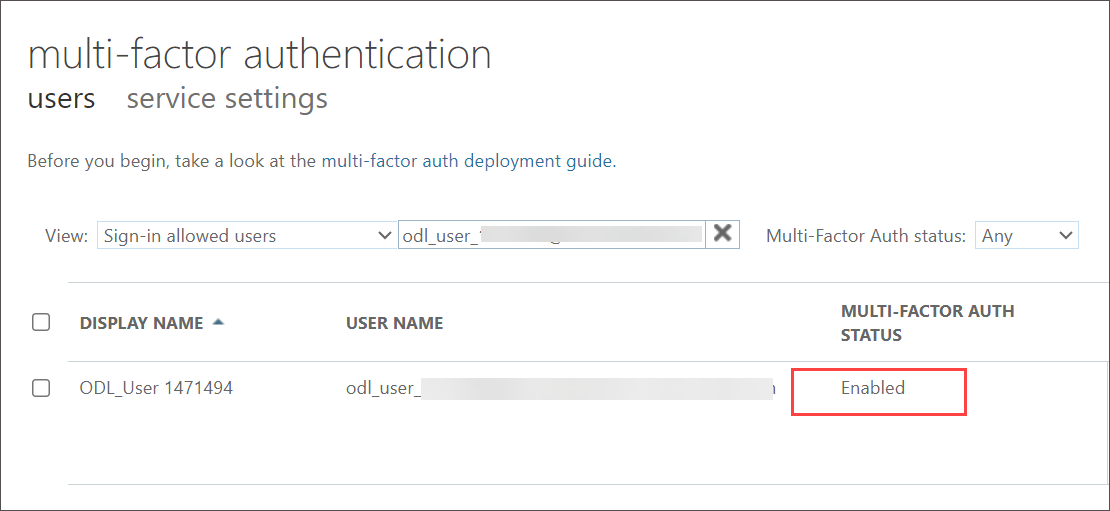 multi-factor authentication
users service settings
Before you begin, take a look at the multi-factor auth deployment guide.
View: Sign-in allowed users odl_user_ Multi-Factor Auth status: Any
DISPLAY NAME USER NAME MULTI-FACTOR AUTH
STATUS
ODL_User 1471494 odl_user_ Enabled